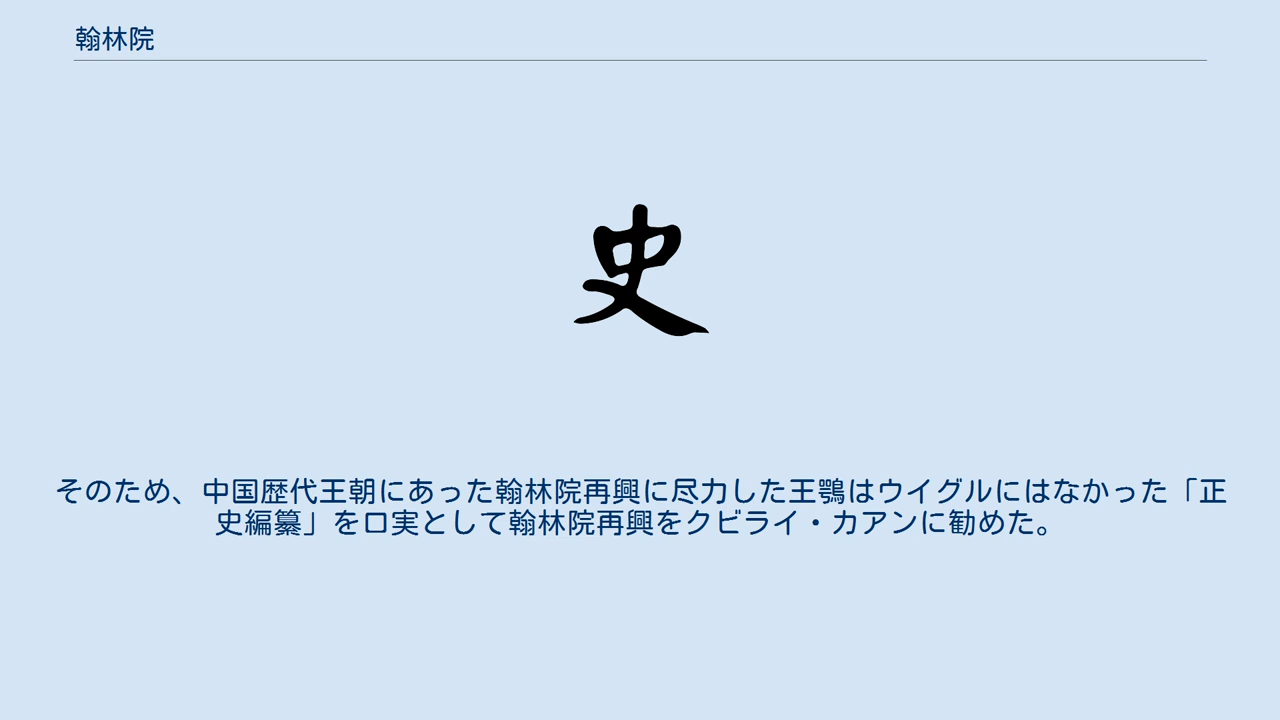 翰林院
史
そのため、中国歴代王朝にあった翰林院再興に尽力した王鶚はウイグルにはなかった「正
史編纂」を口実として翰林院再興をクビライ・カアンに勧めた。